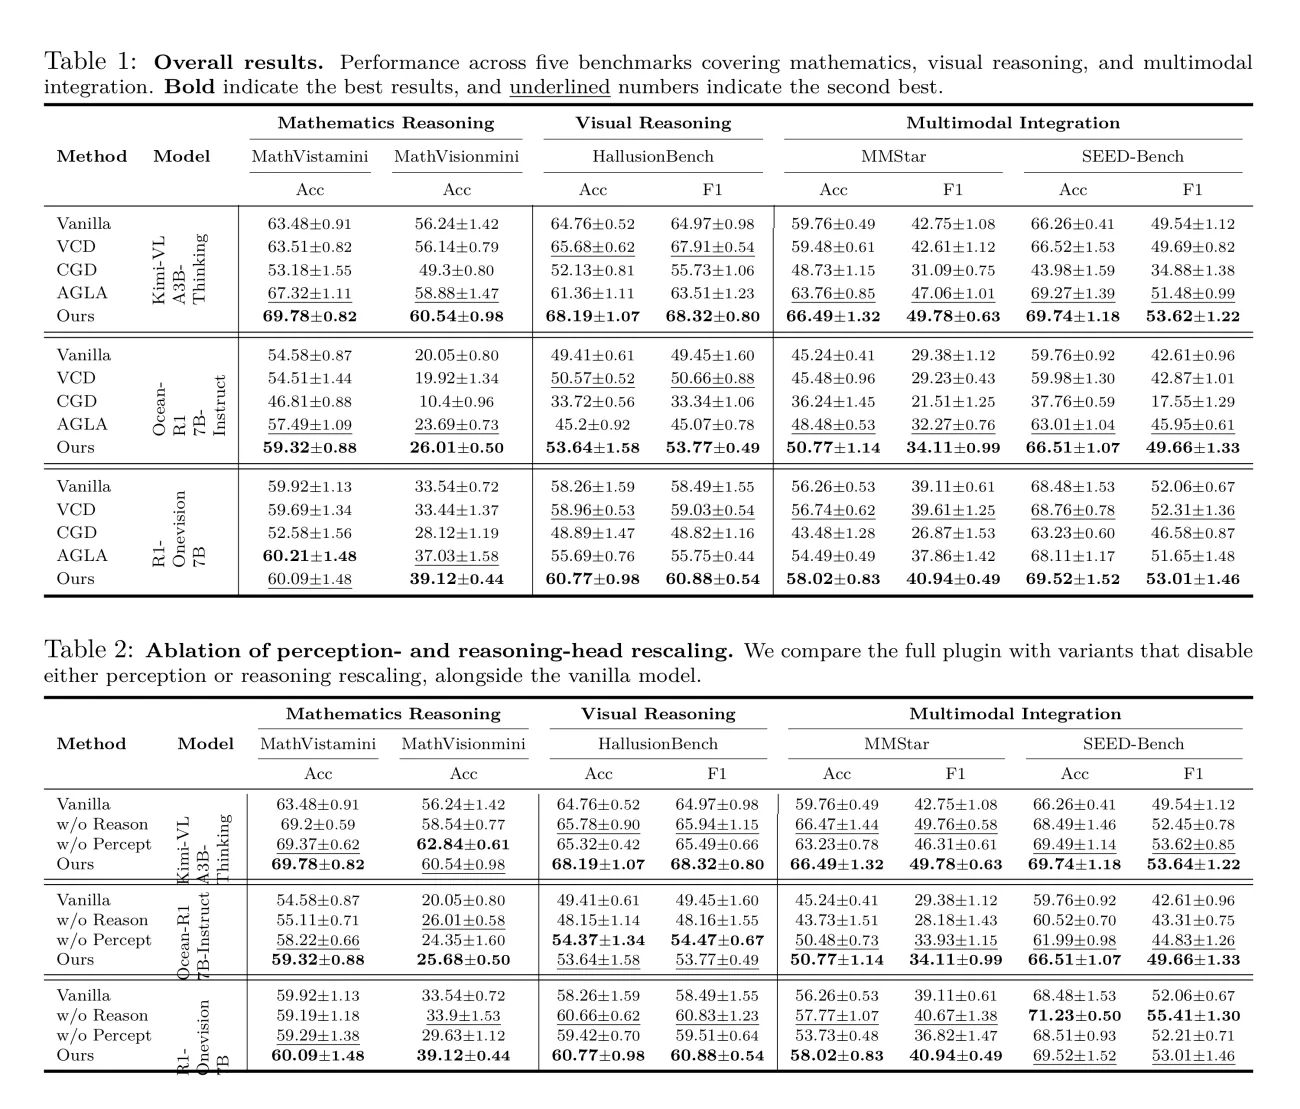 Table 1: Overall results. Performance across five benchmarks covering mathematics, visual reasoning, and multimodal
integration. Bold indicate the best results, and underlined numbers indicate the second best.
Mathematics Reasoning Visual Reasoning Multimodal Integration
Method Model MathVistamini MathVisionmini HallusionBench MMStar SEED-Bench
Acc Acc Acc F1 Acc F1 Acc F1
Kimi-VL
A3B-
Thinking
Vanilla 63.48±0.91 56.24±1.42 64.76±0.52 64.97±0.98 59.76±0.49 42.75±1.08 66.26±0.41 49.54±1.12
VCD 63.51±0.82 56.14±0.79 65.68±0.62 67.91±0.54 59.48±0.61 42.61±1.12 66.52±1.53 49.69±0.82
CGD 53.18±1.55 49.3±0.80 52.13±0.81 55.73±1.06 48.73±1.15 31.09±0.75 43.98±1.59 34.88±1.38
AGLA 67.32±1.11 58.88±1.47 61.36±1.11 63.51±1.23 63.76±0.85 47.06±1.01 69.27±1.39 51.48±0.99
Ours 69.78±0.82 60.54±0.98 68.19±1.07 68.32±0.80 66.49±1.32 49.78±0.63 69.74±1.18 53.62±1.22
Ocean-
R1
7B-
Instruct
Vanilla 54.58±0.87 20.05±0.80 49.41±0.61 49.45±1.60 45.24±0.41 29.38±1.12 59.76±0.92 42.61±0.96
VCD 54.51±1.44 19.92±1.34 50.57±0.52 50.66±0.88 45.48±0.96 29.23±0.43 59.98±1.30 42.87±1.01
CGD 46.81±0.88 10.4±0.96 33.72±0.56 33.34±1.06 36.24±1.45 21.51±1.25 37.76±0.59 17.55±1.29
AGLA 57.49±1.09 23.69±0.73 45.2±0.92 45.07±0.78 48.48±0.53 32.27±0.76 63.01±1.04 45.95±0.61
Ours 59.32±0.88 26.01±0.50 53.64±1.58 53.77±0.49 50.77±1.14 34.11±0.99 66.51±1.07 49.66±1.33
R1-
Onevision
7B
Vanilla 59.92±1.13 33.54±0.72 58.26±1.59 58.49±1.55 56.26±0.53 39.11±0.61 68.48±1.53 52.06±0.67
VCD 59.69±1.34 33.44±1.37 58.96±0.53 59.03±0.54 56.74±0.62 39.61±1.25 68.76±0.78 52.31±1.36
CGD 52.58±1.56 28.12±1.19 48.89±1.47 48.82±1.16 43.48±1.28 26.87±1.53 63.23±0.60 46.58±0.87
AGLA 60.21±1.48 37.03±1.58 55.69±0.76 55.75±0.44 54.49±0.49 37.86±1.42 68.11±1.17 51.65±1.48
Ours 60.09±1.48 39.12±0.44 60.77±0.98 60.88±0.54 58.02±0.83 40.94±0.49 69.52±1.52 53.01±1.46
Table 2: Ablation of perception- and reasoning-head rescaling. We compare the full plugin with variants that disable
either perception or reasoning rescaling, alongside the vanilla model.
Mathematics Reasoning Visual Reasoning Multimodal Integration
Method Model MathVistamini MathVisionmini HallusionBench MMStar SEED-Bench
Acc Acc Acc F1 Acc F1 Acc F1
Kimi-VL
A3B-
Thinking
Vanilla 63.48±0.91 56.24±1.42 64.76±0.52 64.97±0.98 59.76±0.49 42.75±1.08 66.26±0.41 49.54±1.12
w/o Reason 69.2±0.59 58.54±0.77 65.78±0.90 65.94±1.15 66.47±1.44 49.76±0.58 68.49±1.46 52.45±0.78
w/o Percept 69.37±0.62 62.84±0.61 65.32±0.42 65.49±0.66 63.23±0.78 46.31±0.61 69.49±1.14 53.62±0.85
Ours 69.78±0.82 60.54±0.98 68.19±1.07 68.32±0.80 66.49±1.32 49.78±0.63 69.74±1.18 53.64±1.22
Ocean-R1
7B-Instruct
Vanilla 54.58±0.87 20.05±0.80 49.41±0.61 49.45±1.60 45.24±0.41 29.38±1.12 59.76±0.92 42.61±0.96
w/o Reason 55.11±0.71 26.01±0.58 48.15±1.14 48.16±1.55 43.73±1.51 28.18±1.43 60.52±0.70 43.31±0.75
w/o Percept 58.22±0.66 24.35±1.60 54.37±1.34 54.47±0.67 50.48±0.73 33.93±1.15 61.99±0.98 44.83±1.26
Ours 59.32±0.88 25.68±0.50 53.64±1.58 53.77±0.49 50.77±1.14 34.11±0.99 66.51±1.07 49.66±1.33
R1-
Onevision
7B
Vanilla 59.92±1.13 33.54±0.72 58.26±1.59 58.49±1.55 56.26±0.53 39.11±0.61 68.48±1.53 52.06±0.67
w/o Reason 59.19±1.18 33.9±1.53 60.66±0.62 60.83±1.23 57.77±1.07 40.67±1.38 71.23±0.50 55.41±1.30
w/o Percept 59.29±1.38 29.63±1.12 59.42±0.70 59.51±0.64 53.73±0.48 36.82±1.47 68.51±0.93 52.21±0.71
Ours 60.09±1.48 39.12±0.44 60.77±0.98 60.88±0.54 58.02±0.83 40.94±0.49 69.52±1.52 53.01±1.46